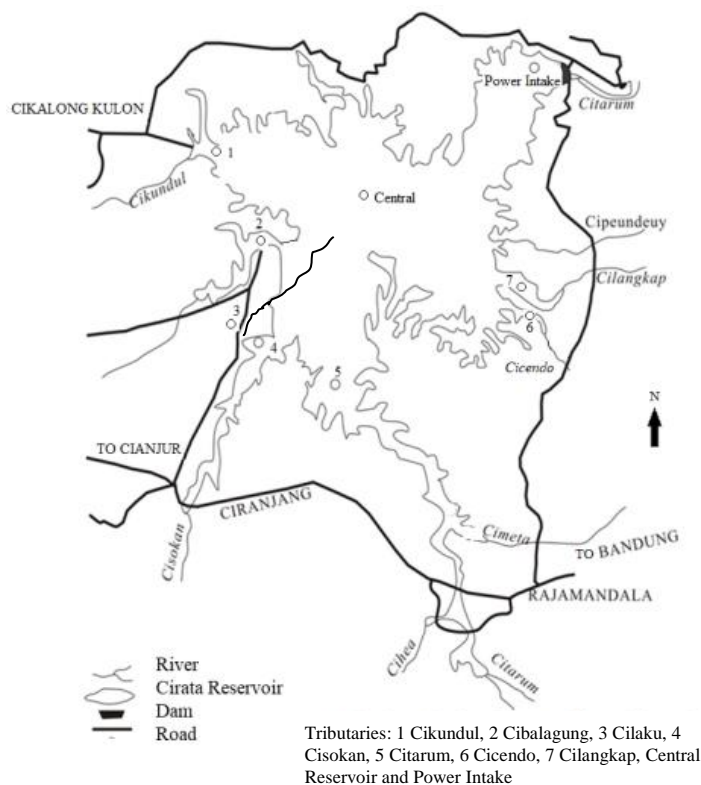 Power Intake
Citarum
CIKALONG KULON
1
Cikundul
Central
2
Cipeundeuy
Cilangkap
7
3
6
4
Cicendo
5
N
TO CIANJUR
CIRANJANG
Cisokan
Cimeta
TO BANDUNG
RAJAMANDALA
Cihea
Citarum
River
Cirata Reservoir
Dam
Road
Tributaries: 1 Cikundul, 2 Cibalagung, 3 Cilaku, 4
Cisokan, 5 Citarum, 6 Cicendo, 7 Cilangkap, Central
Reservoir and Power Intake